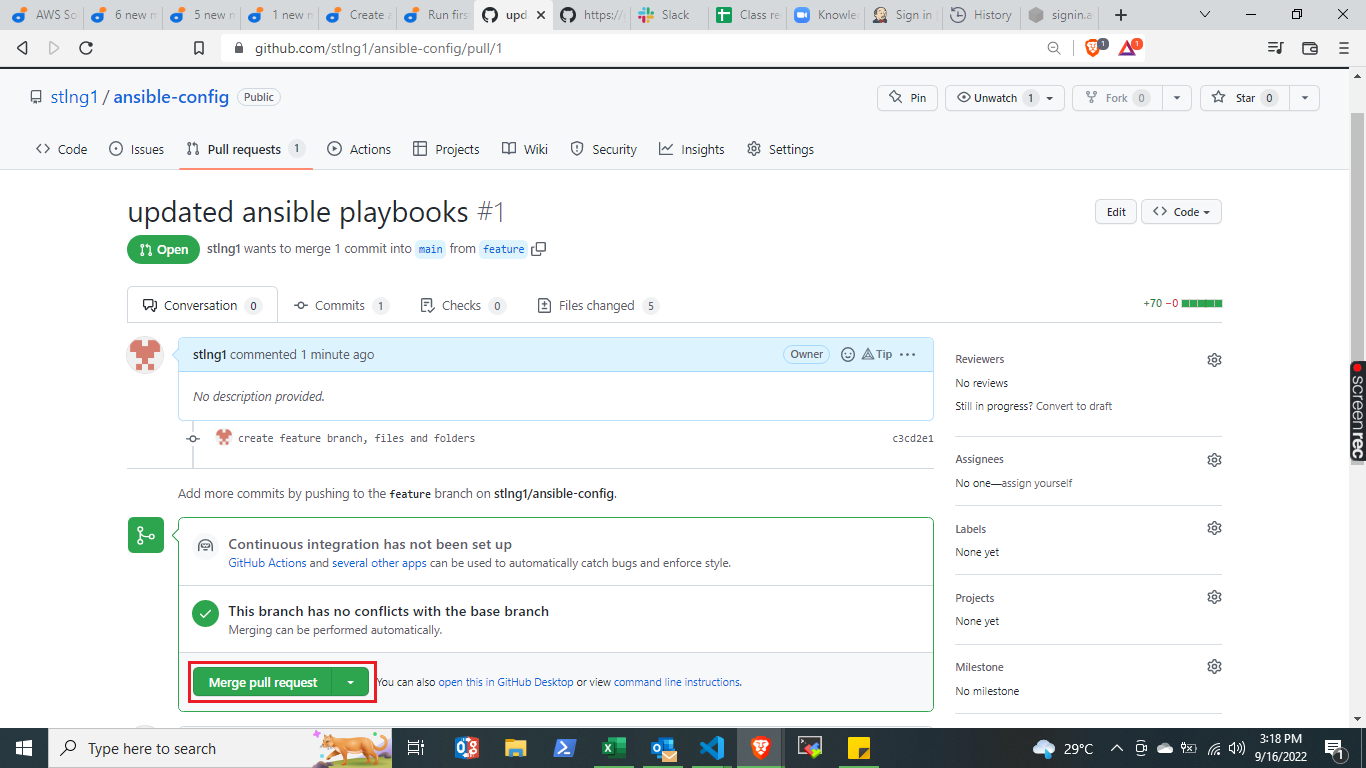 AWS So
6 new m
5 new m
1 new m
Create a
Run firs
upd
https://
Slack
Class re
Knowle
Sign in
History
signin.a
github.com/stlng1/ansible-config/pull/1
1
1
stlng1 / ansible-config Public
Pin
Unwatch 1
Fork 0
Star 0
Code
Issues
Pull requests 1
Actions
Projects
Wiki
Security
Insights
Settings
updated ansible playbooks #1
Edit
Code
Open
stlng1 wants to merge 1 commit into main from feature
Conversation 0
Commits 1
Checks 0
Files changed 5
+70 −0
stlng1 commented 1 minute ago
Owner
Tip
No description provided.
create feature branch, files and folders
c3cd2e1
Add more commits by pushing to the feature branch on stlng1/ansible-config.
Continuous integration has not been set up
GitHub Actions and several other apps can be used to automatically catch bugs and enforce style.
This branch has no conflicts with the base branch
Merging can be performed automatically.
Merge pull request
You can also open this in GitHub Desktop or view command line instructions.
Reviewers
No reviews
Still in progress? Convert to draft
Assignees
No one—assign yourself
Labels
None yet
Projects
None yet
Milestone
No milestone
screenrec
Type here to search
29°C
3:18 PM
9/16/2022
1